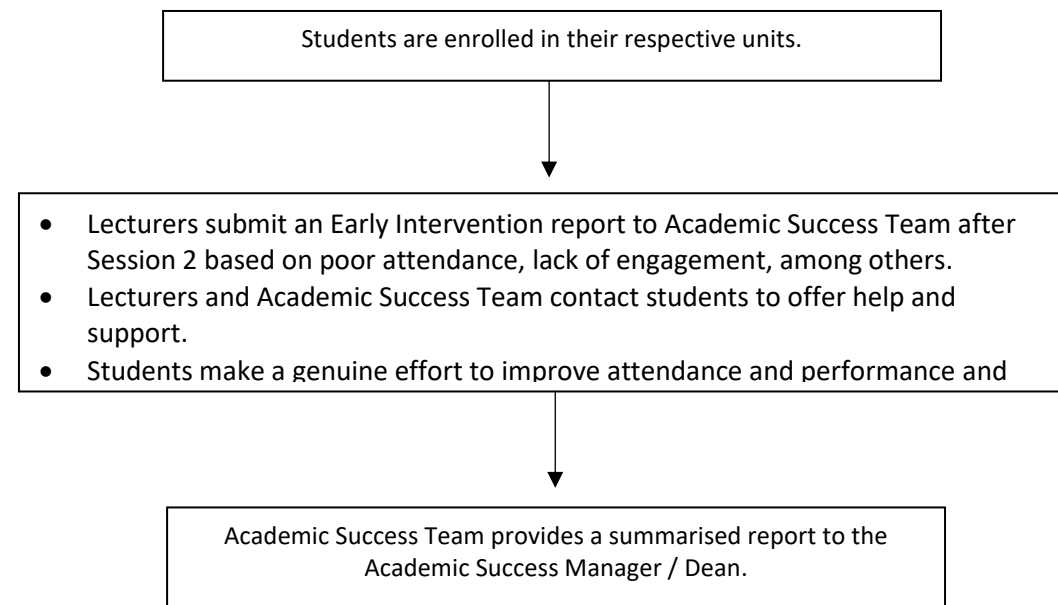 Students are enrolled in their respective units.
• Lecturers submit an Early Intervention report to Academic Success Team after
Session 2 based on poor attendance, lack of engagement, among others.
• Lecturers and Academic Success Team contact students to offer help and
support.
• Students make a genuine effort to improve attendance and performance and
Academic Success Team provides a summarised report to the
Academic Success Manager / Dean.